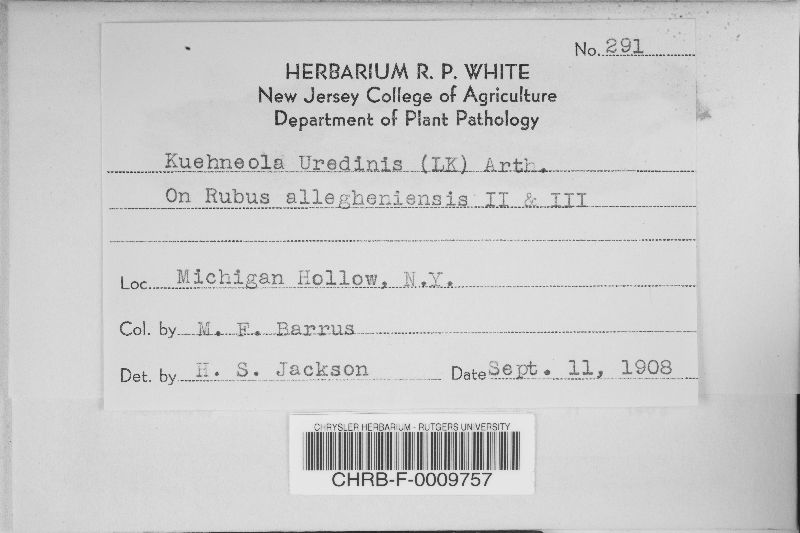 No. 291
HERBARIUM R. P. WHITE
New Jersey College of Agriculture
Department of Plant Pathology
Kuehneola Uredinis (LK) Arth.
On Rubus allegheniensis II & III
Loc. Michigan Hollow, N.Y.
Col. by M. F. Barrus
Det. by H. S. Jackson Date Sept. 11, 1908
CHRYSLER HERBARIUM - RUTGERS UNIVERSITY
CHRB-F-0009757